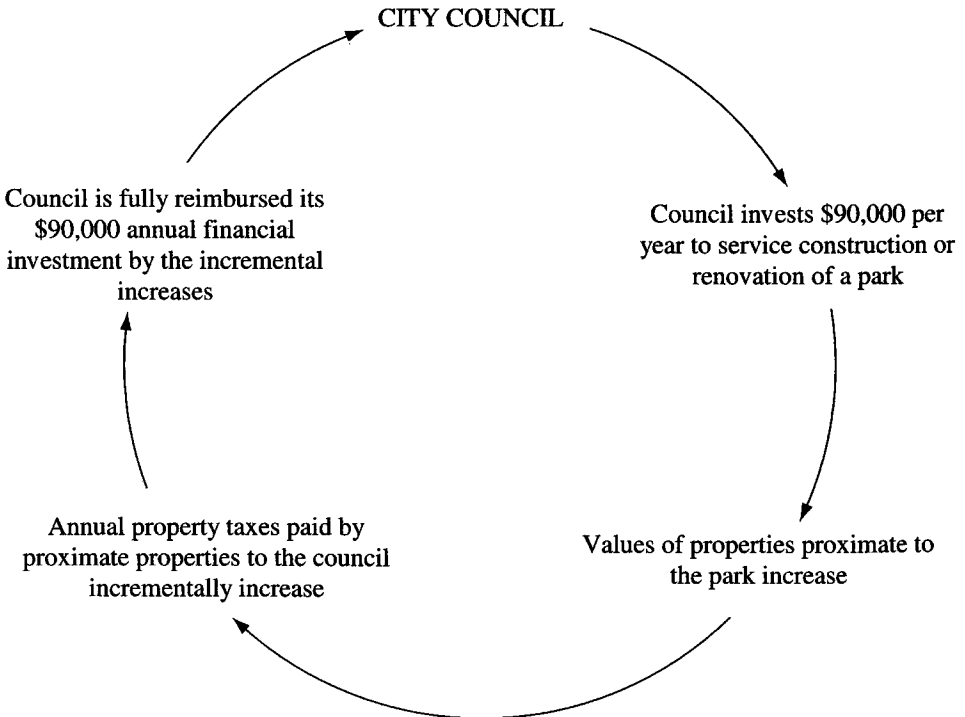 CITY COUNCIL
Council invests $90,000 per
year to service construction or
renovation of a park
Values of properties proximate to
the park increase
Annual property taxes paid by
proximate properties to the council
incrementally increase
Council is fully reimbursed its
$90,000 annual financial
investment by the incremental
increases